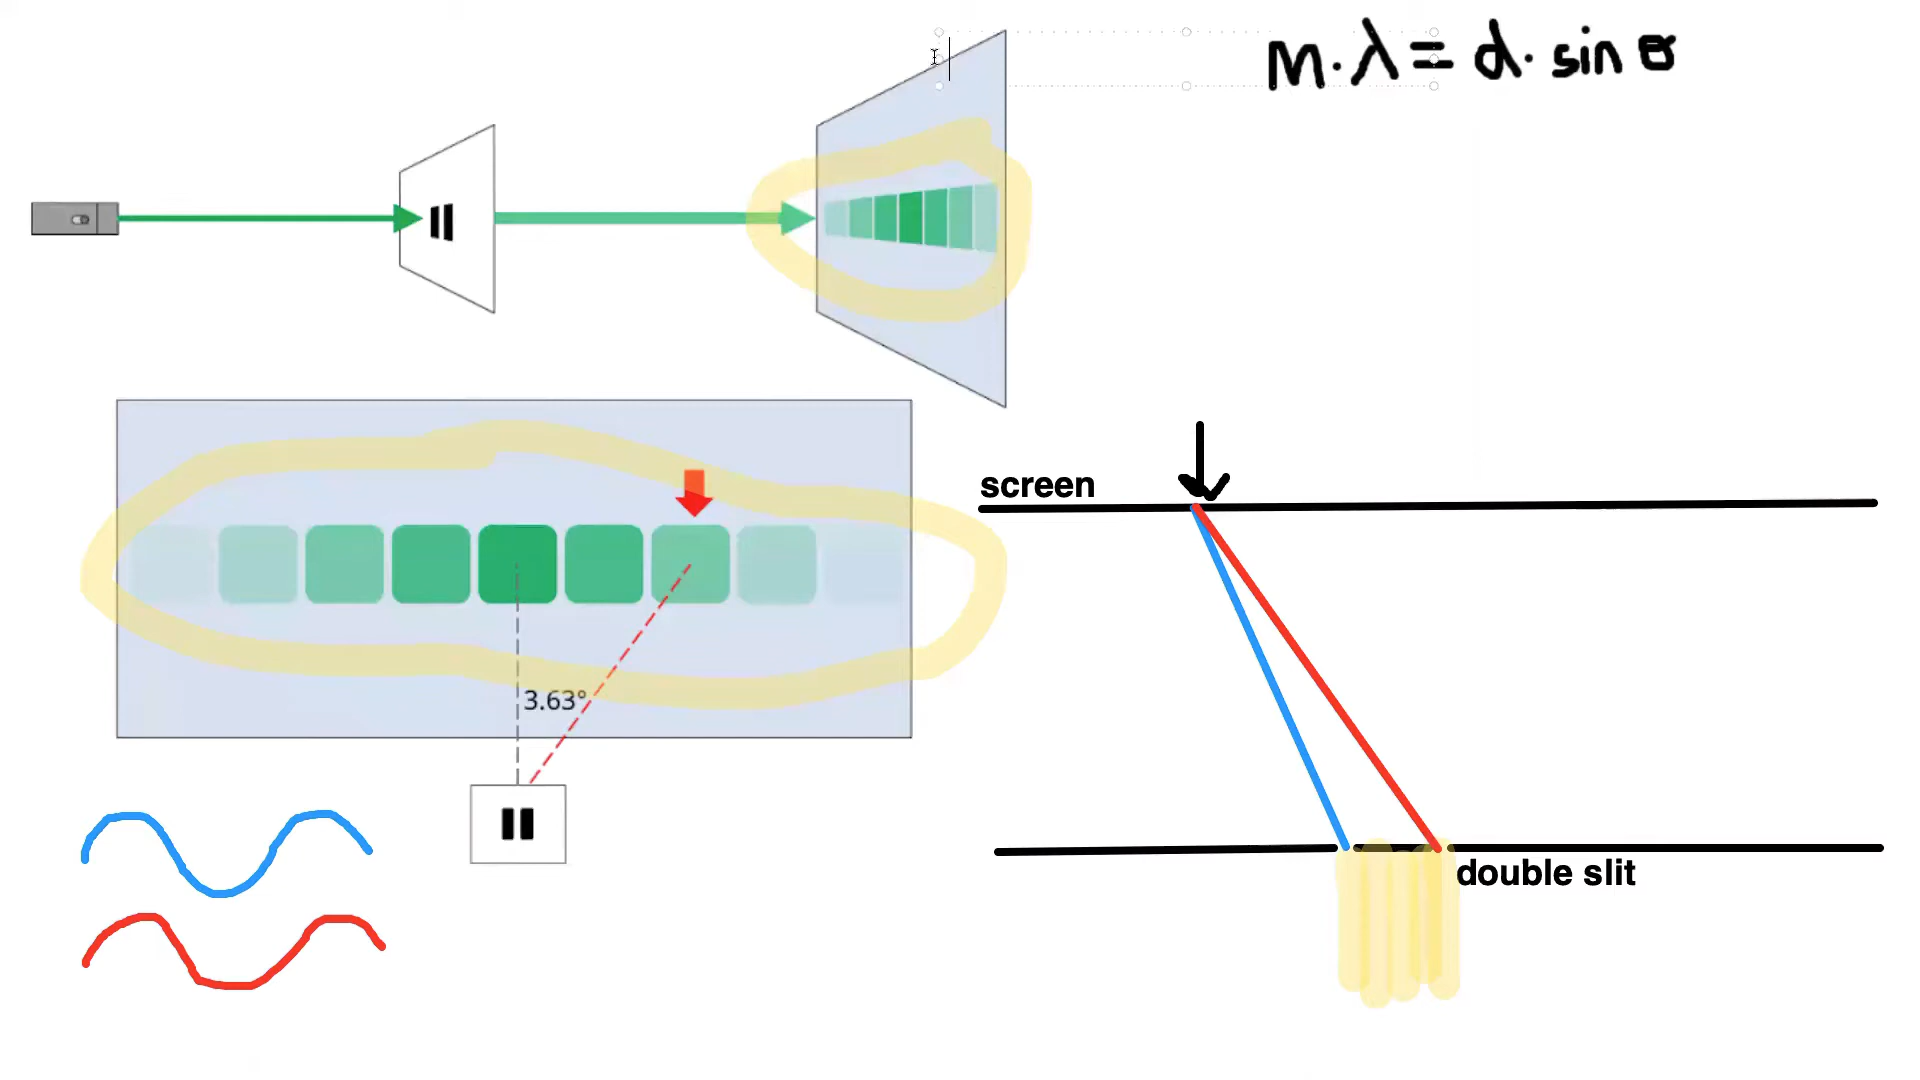 m·λ = d· sin θ
screen
3.63°
double slit